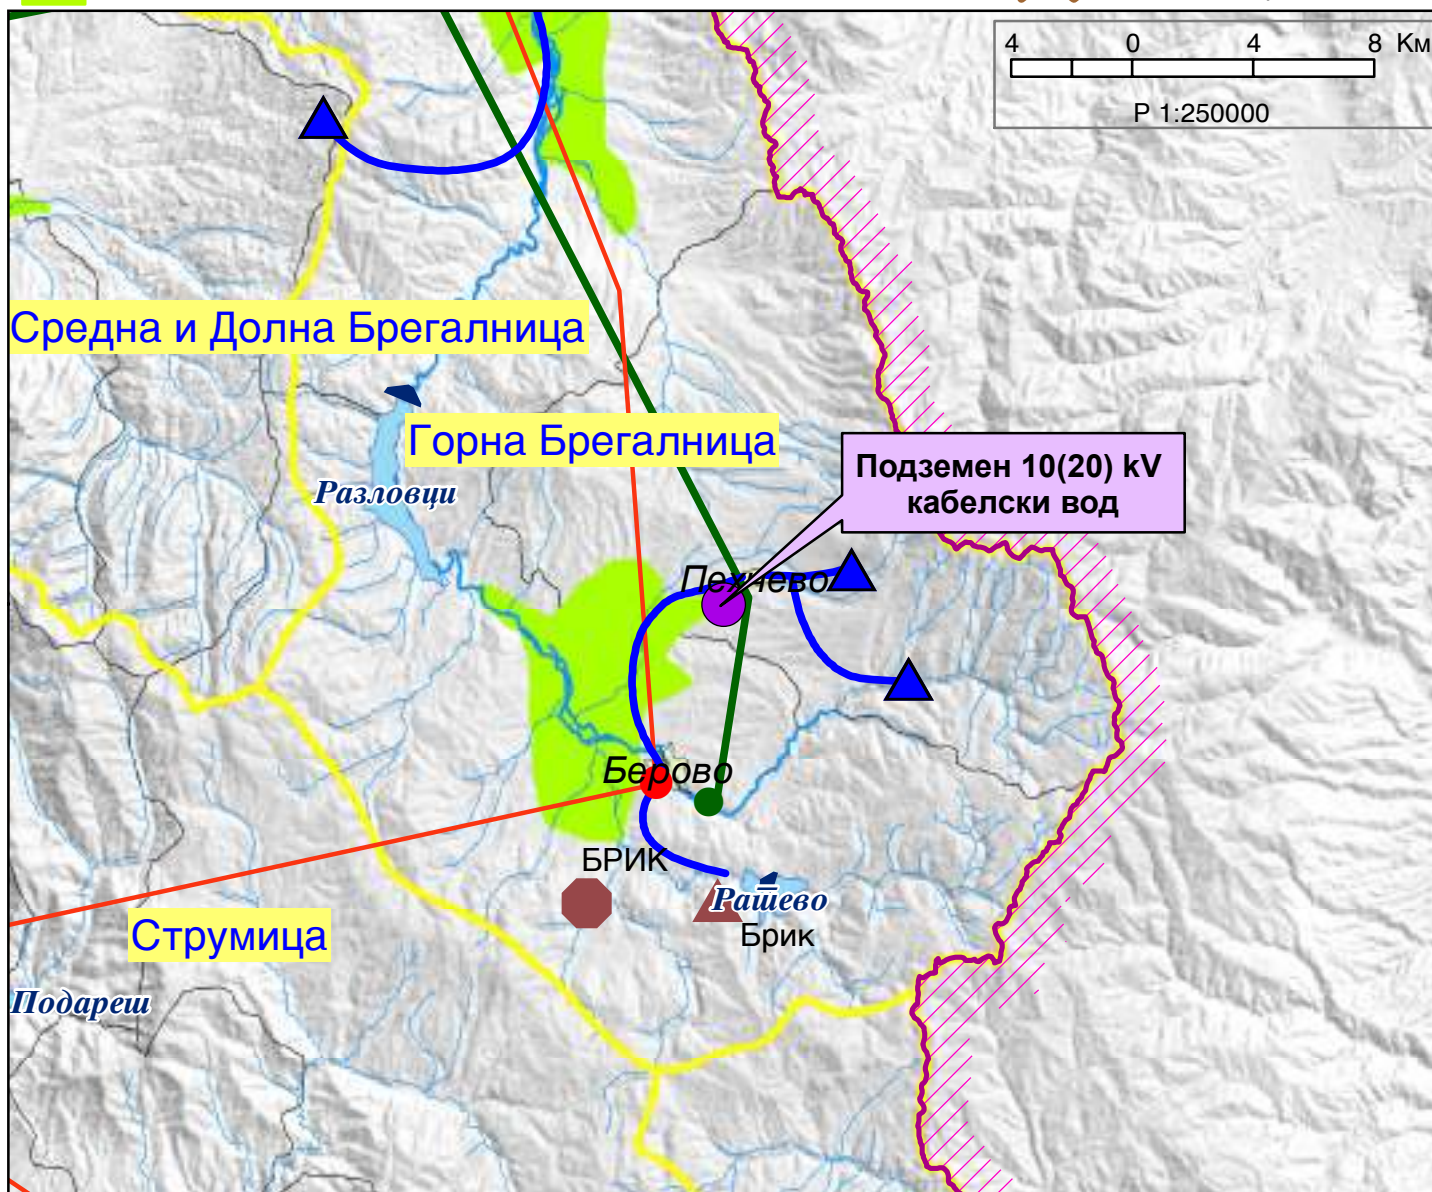 4 0 4 8 Км
Р 1:250000
Средна и Долна Брегалница
Горна Брегалница
Подземен 10(20) kV
кабелски вод
Разловци
Пехчево
Берово
БРИК
Ратево
Брик
Струмица
Подареш